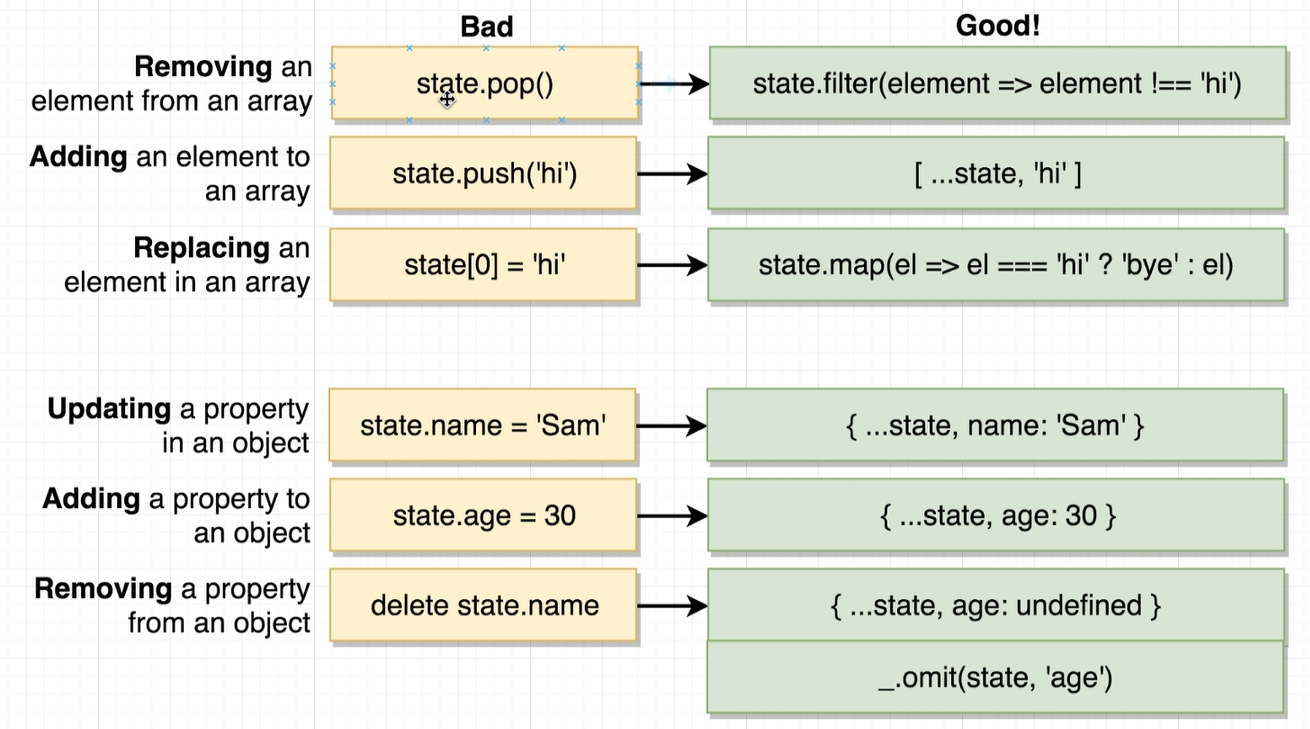 Bad
Good!
Removing an
element from an array
state.pop()
state.filter(element => element !== 'hi')
Adding an element to
an array
state.push('hi')
[ ...state, 'hi' ]
Replacing an
element in an array
state[0] = 'hi'
state.map(el => el === 'hi' ? 'bye' : el)
Updating a property
in an object
state.name = 'Sam'
{ ...state, name: 'Sam' }
Adding a property to
an object
state.age = 30
{ ...state, age: 30 }
Removing a property
from an object
delete state.name
{ ...state, age: undefined }
_.omit(state, 'age')